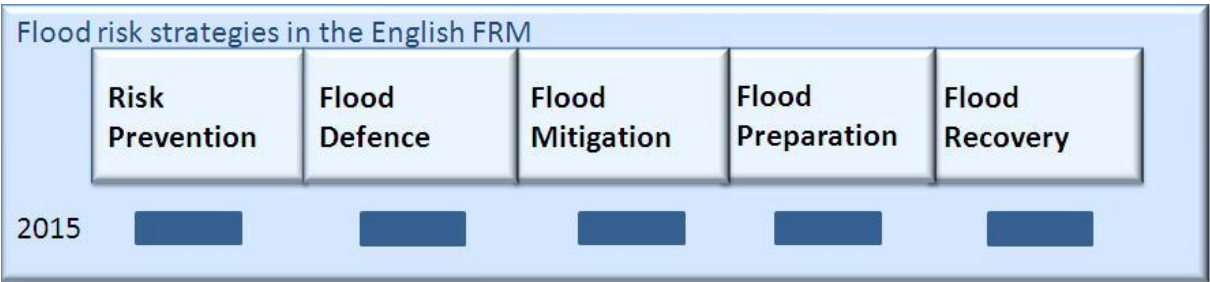 Flood risk strategies in the English FRM
Risk
Prevention
Flood
Defence
Flood
Mitigation
Flood
Preparation
Flood
Recovery
2015